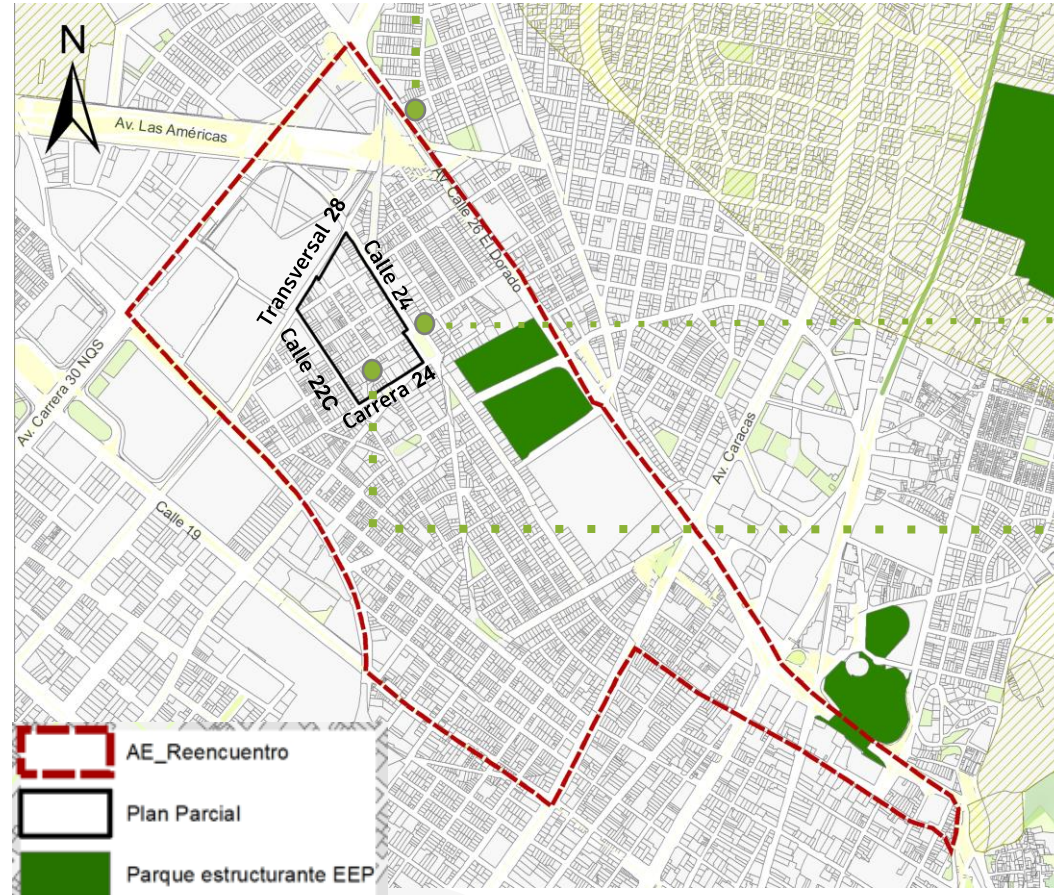 N
Av. Las Américas
Av. Calle 26 El Dorado
Transversal 28
Calle 24
Calle 22C
Carrera 24
Av. Carrera 30 NQS
Av. Caracas
Calle 19
AE_Reencuentro
Plan Parcial
Parque estructurante EEP